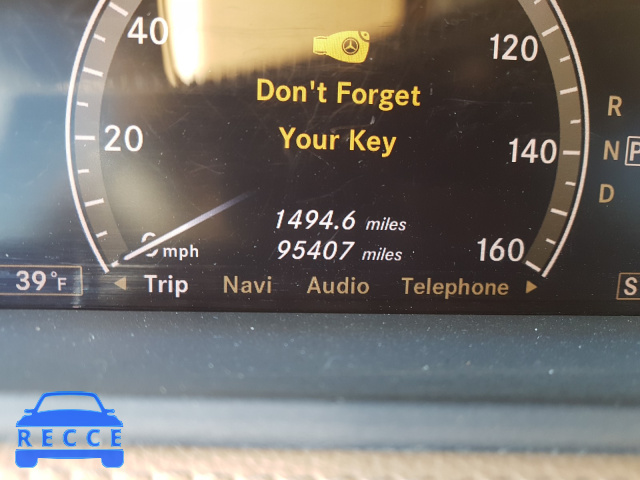 40
120
Don't Forget
R
Your Key
20
140
N P
D
1494.6 miles
95407 miles
0 mph
160
39°F
Trip Navi Audio Telephone
S
RECCE